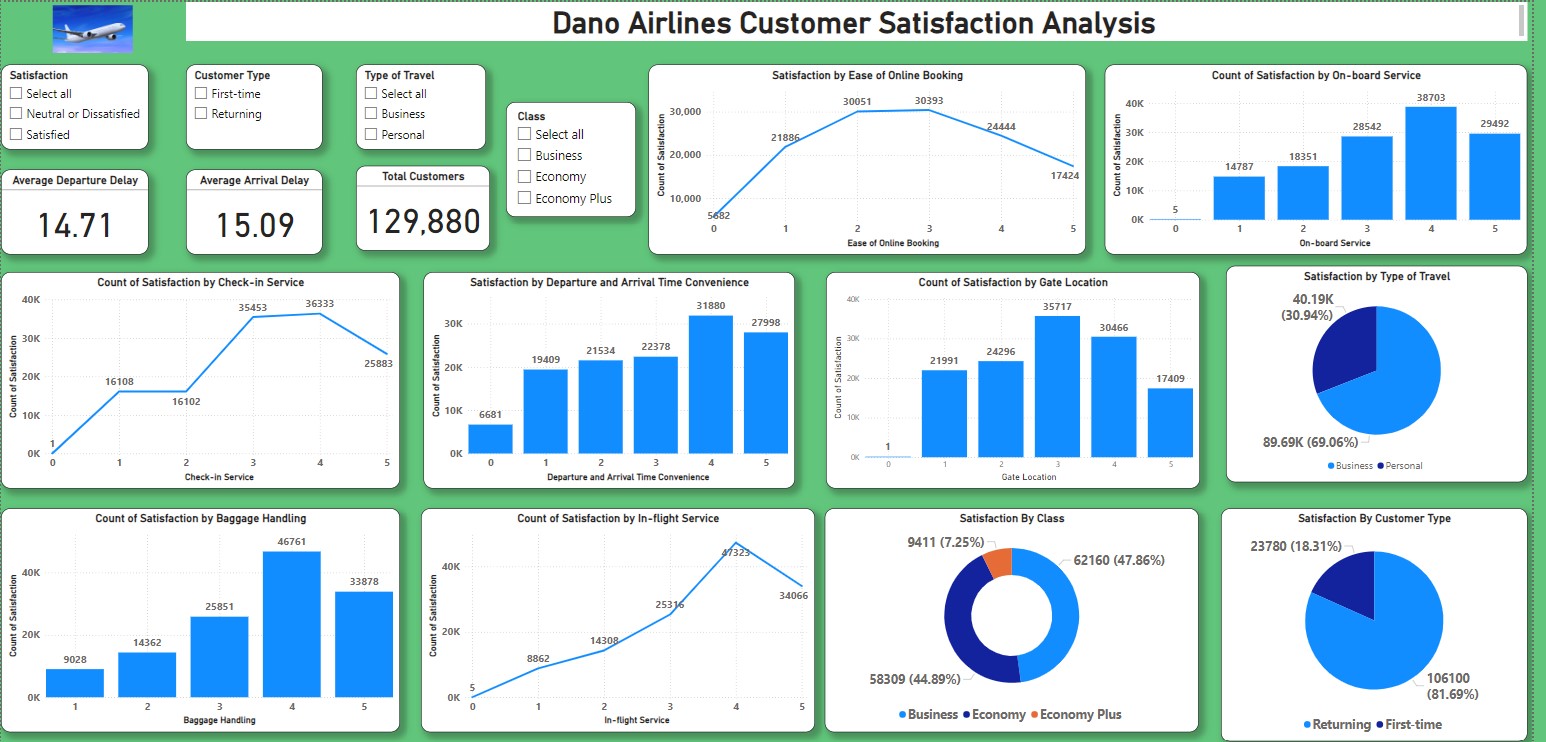 Dano Airlines Customer Satisfaction Analysis
Satisfaction
Select all
Neutral or Dissatisfied
Satisfied
Customer Type
First-time
Returning
Type of Travel
Select all
Business
Personal
Class
Select all
Business
Economy
Economy Plus
Average Departure Delay
14.71
Average Arrival Delay
15.09
Total Customers
129,880
Satisfaction by Ease of Online Booking
Count of Satisfaction
30,000
20,000
10,000
5682
21886
30051
30393
24444
17424
0 1 2 3 4 5
Ease of Online Booking
Count of Satisfaction by On-board Service
Count of Satisfaction
40K
30K
20K
10K
0K
5
14787
18351
28542
38703
29492
0 1 2 3 4 5
On-board Service
Count of Satisfaction by Check-in Service
Count of Satisfaction
40K
30K
20K
10K
0K
1
16108
16102
35453
36333
25883
0 1 2 3 4 5
Check-in Service
Satisfaction by Departure and Arrival Time Convenience
Count of Satisfaction
30K
20K
10K
0K
6681
19409
21534
22378
31880
27998
0 1 2 3 4 5
Departure and Arrival Time Convenience
Count of Satisfaction by Gate Location
Count of Satisfaction
40K
30K
20K
10K
0K
1
21991
24296
35717
30466
17409
0 1 2 3 4 5
Gate Location
Satisfaction by Type of Travel
40.19K
(30.94%)
89.69K (69.06%)
Business Personal
Count of Satisfaction by Baggage Handling
Count of Satisfaction
40K
20K
0K
9028
14362
25851
46761
33878
1 2 3 4 5
Baggage Handling
Count of Satisfaction by In-flight Service
Count of Satisfaction
40K
20K
0K
5
8862
14308
25316
47323
34066
0 1 2 3 4 5
In-flight Service
Satisfaction By Class
9411 (7.25%)
62160 (47.86%)
58309 (44.89%)
Business Economy Economy Plus
Satisfaction By Customer Type
23780 (18.31%)
106100
(81.69%)
Returning First-time